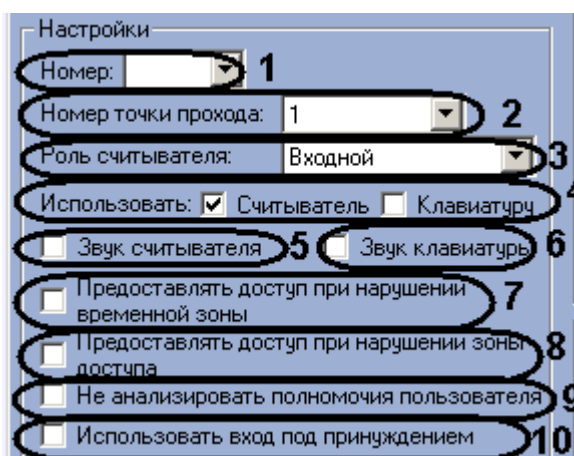 Настройки
Номер: 1
Номер точки прохода: 1 2
Роль считывателя: Входной 3
Использовать: Считыватель Клавиатуру 4
Звук считывателя 5 Звук клавиатуры 6
Предоставлять доступ при нарушении
временной зоны 7
Предоставлять доступ при нарушении зоны
доступа 8
Не анализировать полномочия пользователя 9
Использовать вход под принуждением 10